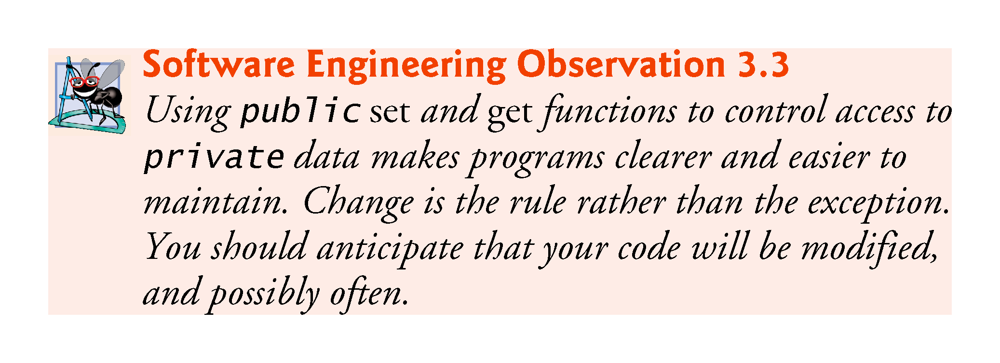 Software Engineering Observation 3.3
Using public set and get functions to control access to
private data makes programs clearer and easier to
maintain. Change is the rule rather than the exception.
You should anticipate that your code will be modified,
and possibly often.